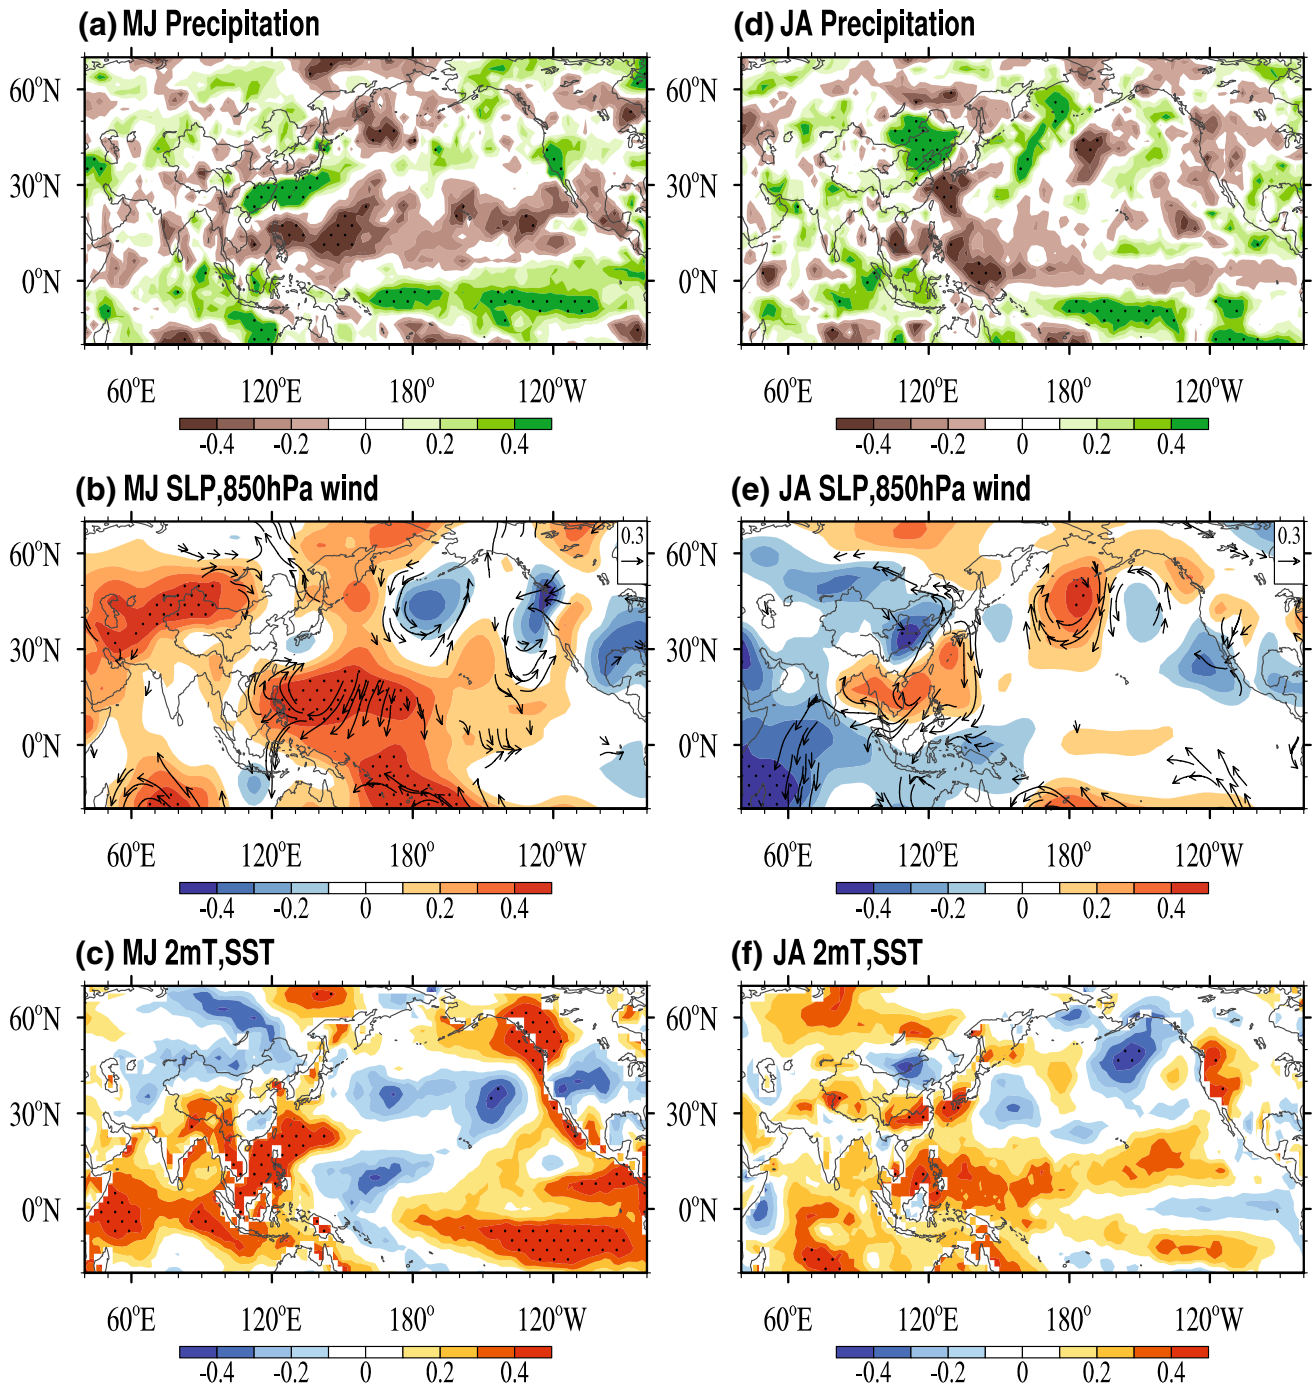 (a) MJ Precipitation
(d) JA Precipitation
60°N
30°N
0°N
60°E 120°E 180° 120°W
-0.4 -0.2 0 0.2 0.4
60°N
30°N
0°N
60°E 120°E 180° 120°W
-0.4 -0.2 0 0.2 0.4
(b) MJ SLP,850hPa wind
(e) JA SLP,850hPa wind
0.3
60°N
30°N
0°N
60°E 120°E 180° 120°W
-0.4 -0.2 0 0.2 0.4
0.3
60°N
30°N
0°N
60°E 120°E 180° 120°W
-0.4 -0.2 0 0.2 0.4
(c) MJ 2mT,SST
(f) JA 2mT,SST
60°N
30°N
0°N
60°E 120°E 180° 120°W
-0.4 -0.2 0 0.2 0.4
60°N
30°N
0°N
60°E 120°E 180° 120°W
-0.4 -0.2 0 0.2 0.4